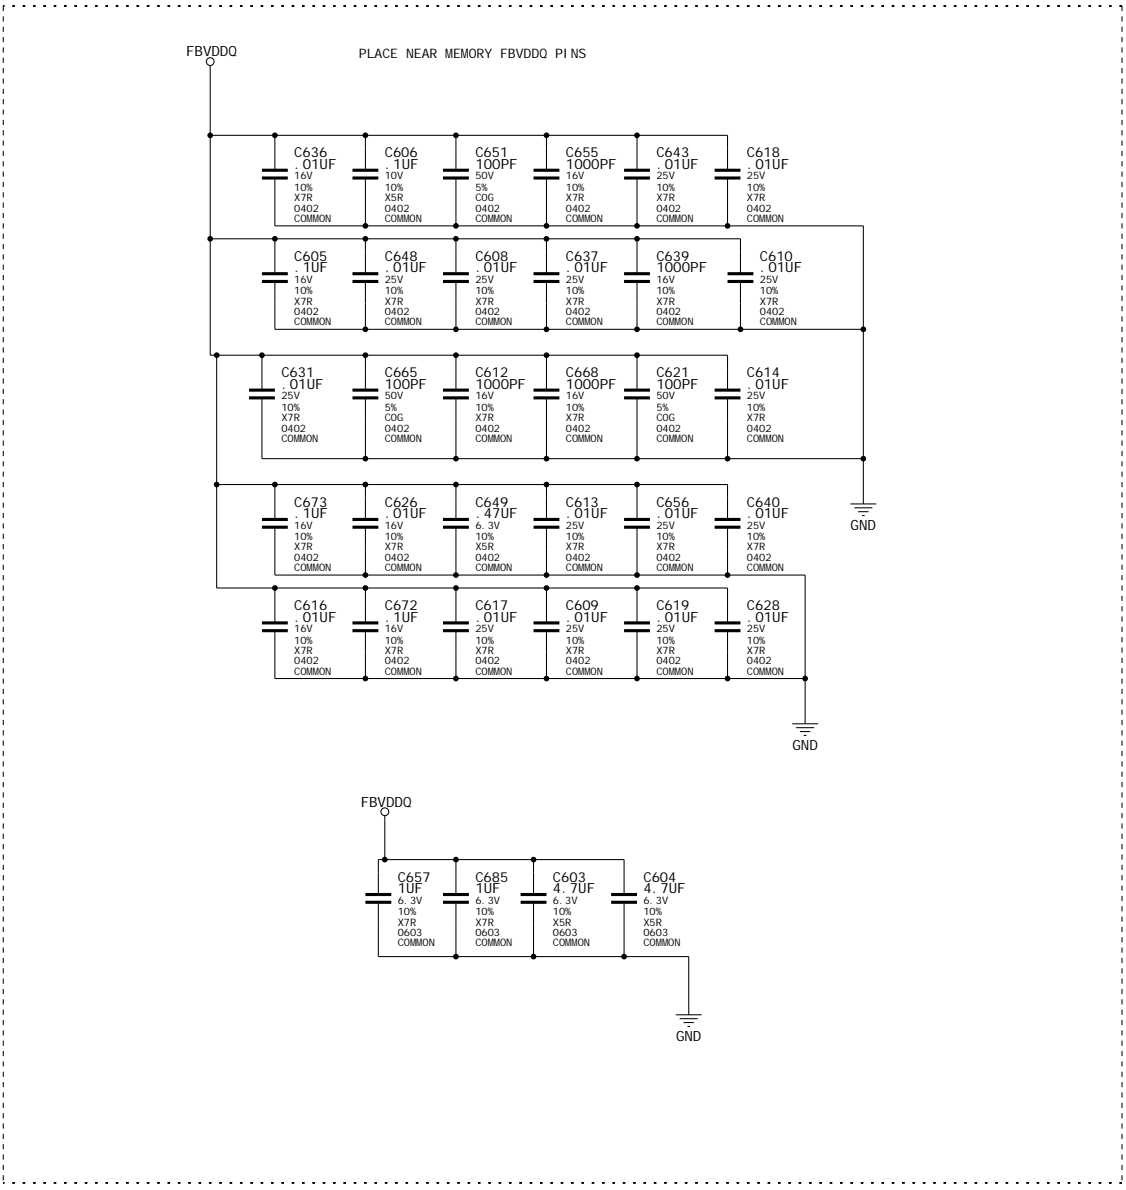 FBVDDQ PLACE NEAR MEMORY FBVDDQ PINS
C636 C606 C651 C655 C643 C618
.01UF .1UF 100PF 1000PF .01UF .01UF
16V 10V 50V 16V 25V 25V
10% 10% 5% 10% 10% 10%
X7R X5R COG X7R X7R X7R
0402 0402 0402 0402 0402 0402
COMMON COMMON COMMON COMMON COMMON COMMON
C605 C648 C608 C637 C639 C610
.1UF .01UF .01UF .01UF 1000PF .01UF
16V 25V 25V 25V 16V 25V
10% 10% 10% 10% 10% 10%
X7R X7R X7R X7R X7R X7R
0402 0402 0402 0402 0402 0402
COMMON COMMON COMMON COMMON COMMON COMMON
C631 C665 C612 C668 C621 C614
.01UF 100PF 1000PF 1000PF 100PF .01UF
25V 50V 16V 16V 50V 25V
10% 5% 10% 10% 5% 10%
X7R COG X7R X7R COG X7R
0402 0402 0402 0402 0402 0402
COMMON COMMON COMMON COMMON COMMON COMMON
C673 C626 C649 C613 C656 C640
.1UF .01UF .47UF .01UF .01UF .01UF
16V 16V 6.3V 25V 25V 25V
10% 10% 10% 10% 10% 10%
X7R X7R X5R X7R X7R X7R
0402 0402 0402 0402 0402 0402
COMMON COMMON COMMON COMMON COMMON COMMON
GND
C616 C672 C617 C609 C619 C628
.01UF .1UF .01UF .01UF .01UF .01UF
16V 16V 25V 25V 25V 25V
10% 10% 10% 10% 10% 10%
X7R X7R X7R X7R X7R X7R
0402 0402 0402 0402 0402 0402
COMMON COMMON COMMON COMMON COMMON COMMON
GND
FBVDDQ
C657 C685 C603 C604
1UF 1UF 4.7UF 4.7UF
6.3V 6.3V 6.3V 6.3V
10% 10% 10% 10%
X7R X7R X5R X5R
0603 0603 0603 0603
COMMON COMMON COMMON COMMON
GND